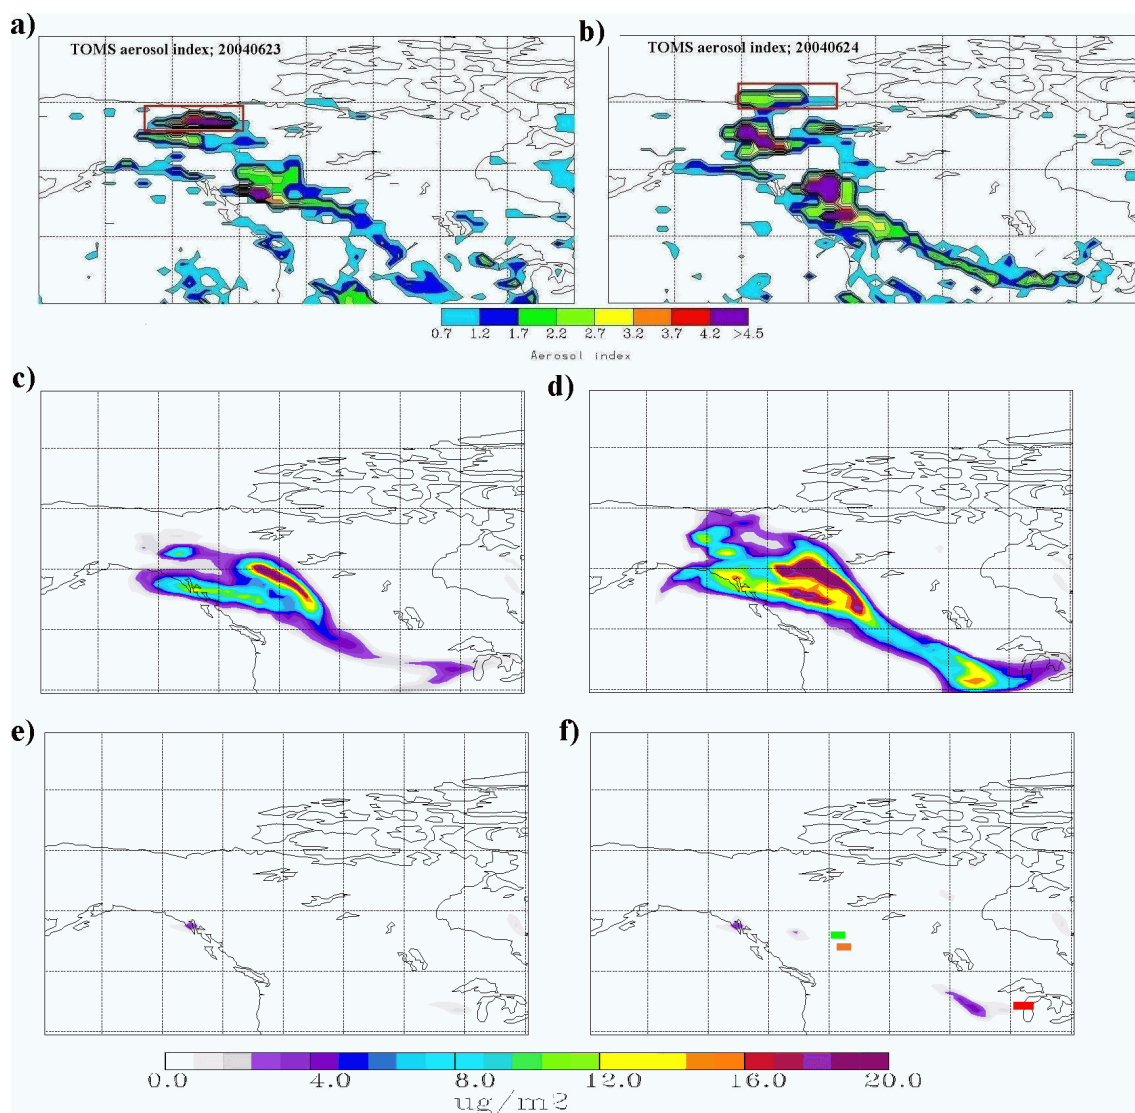 a)
TOMS aerosol index; 20040623
b)
TOMS aerosol index; 20040624
0.7 1.2 1.7 2.2 2.7 3.2 3.7 4.2 >4.5
Aerosol index
c)
d)
e)
f)
0.0 4.0 8.0 12.0 16.0 20.0
ug/m2